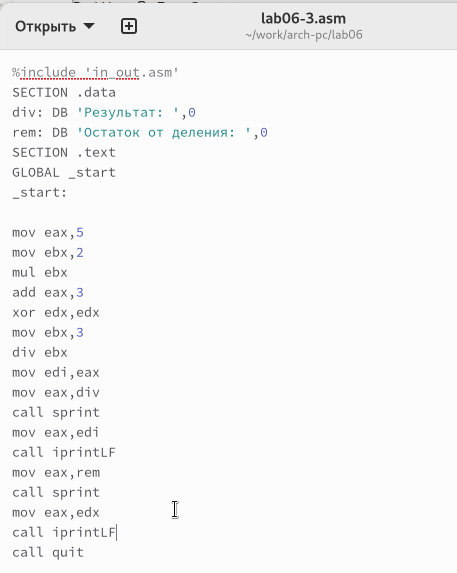 Открыть
lab06-3.asm
~/work/arch-pc/lab06
%include 'in_out.asm'
SECTION .data
div: DB 'Результат: ',0
rem: DB 'Остаток от деления: ',0
SECTION .text
GLOBAL _start
_start:
mov eax,5
mov ebx,2
mul ebx
add eax,3
xor edx,edx
mov ebx,3
div ebx
mov edi,eax
mov eax,div
call sprint
mov eax,edi
call iprintLF
mov eax,rem
call sprint
mov eax,edx
call iprintLF
call quit